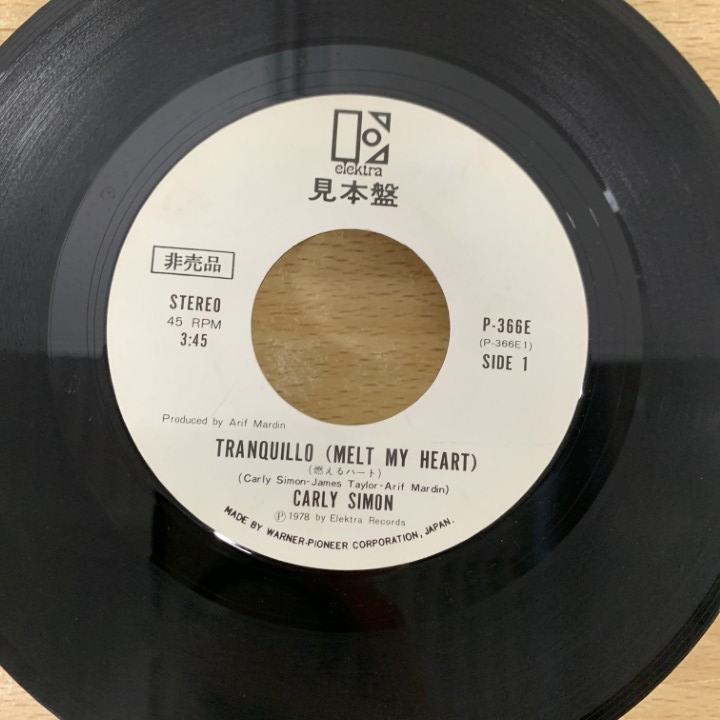 elektra
見本盤
非売品
STEREO
45 RPM
3:45
P-366E
(P-366E1)
SIDE 1
Produced by Arif Mardin
TRANQUILLO (MELT MY HEART)
(燃えるハート)
(Carly Simon-James Taylor-Arif Mardin)
CARLY SIMON
Ⓟ 1978 by Elektra Records
MADE BY WARNER-PIONEER CORPORATION, JAPAN.